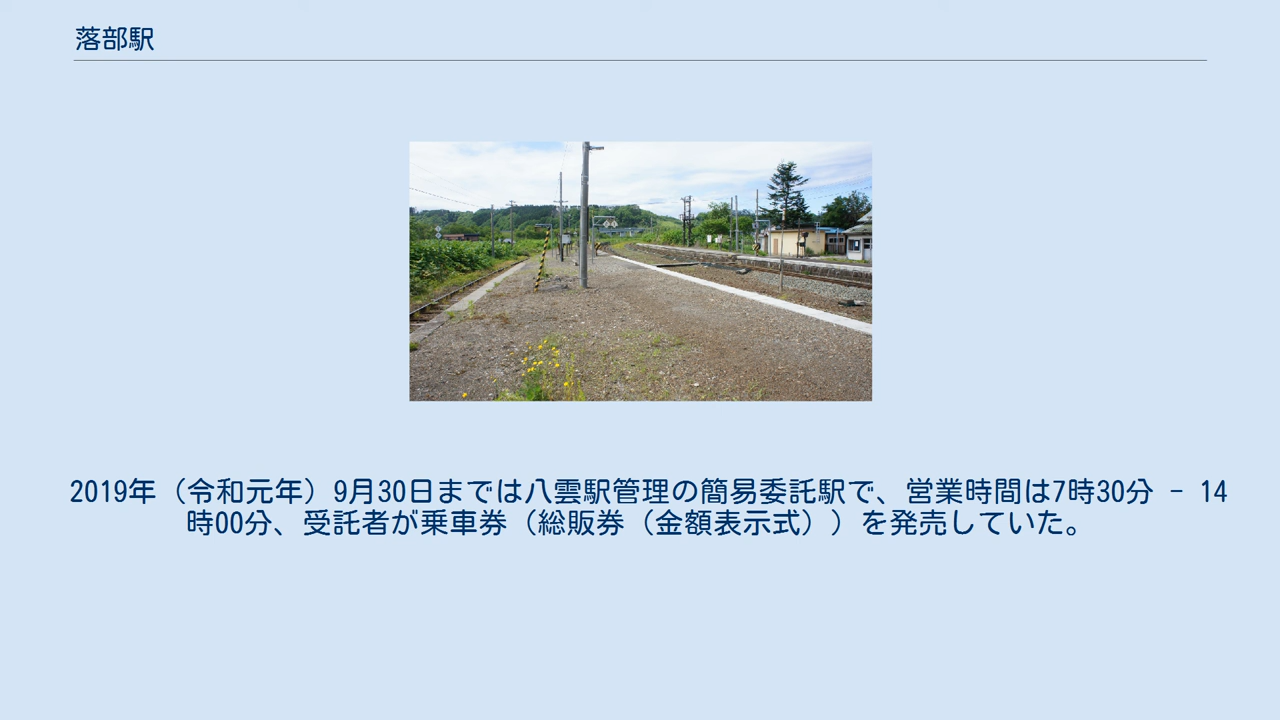 落部駅
2019年（令和元年）9月30日までは八雲駅管理の簡易委託駅で、営業時間は7時30分 - 14
時00分、受託者が乗車券（総販券（金額表示式））を発売していた。